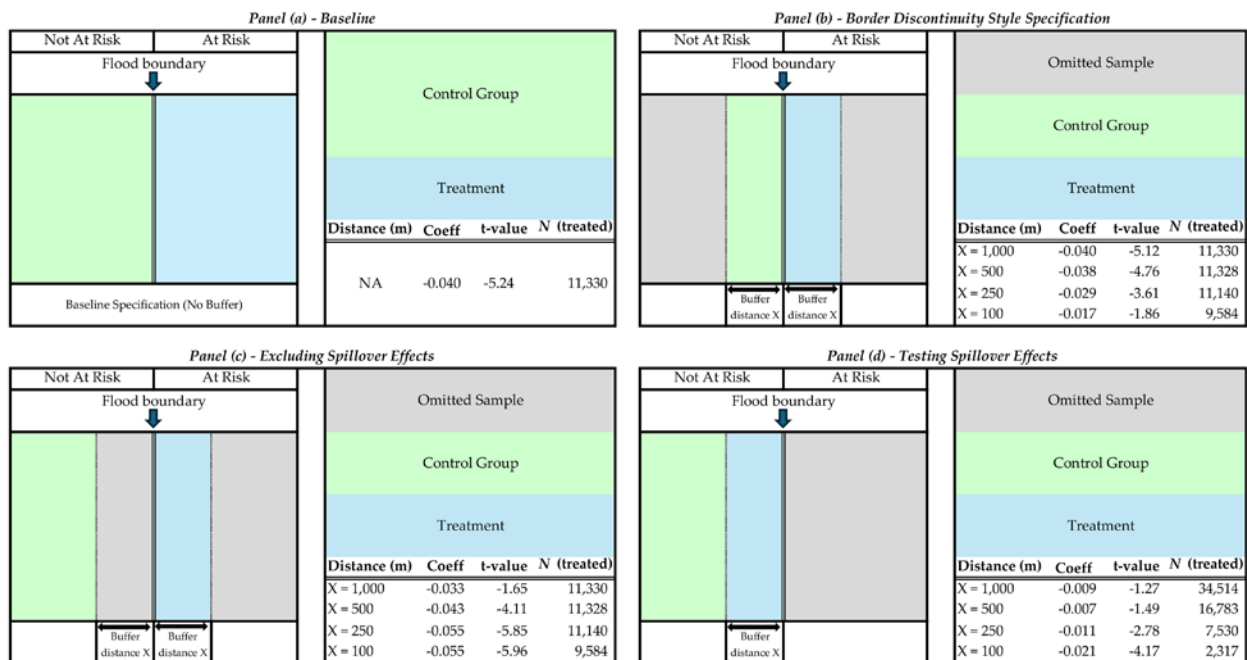 Panel (a) - Baseline
Not At Risk At Risk
Flood boundary
Baseline Specification (No Buffer)
Control Group
Treatment
Distance (m) Coeff t-value N (treated)
NA -0.040 -5.24 11,330
Panel (b) - Border Discontinuity Style Specification
Not At Risk At Risk
Flood boundary
Buffer distance X
Buffer distance X
Omitted Sample
Control Group
Treatment
Distance (m) Coeff t-value N (treated)
X = 1,000 -0.040 -5.12 11,330
X = 500 -0.038 -4.76 11,328
X = 250 -0.029 -3.61 11,140
X = 100 -0.017 -1.86 9,584
Panel (c) - Excluding Spillover Effects
Not At Risk At Risk
Flood boundary
Buffer distance X
Buffer distance X
Omitted Sample
Control Group
Treatment
Distance (m) Coeff t-value N (treated)
X = 1,000 -0.033 -1.65 11,330
X = 500 -0.043 -4.11 11,328
X = 250 -0.055 -5.85 11,140
X = 100 -0.055 -5.96 9,584
Panel (d) - Testing Spillover Effects
Not At Risk At Risk
Flood boundary
Buffer distance X
Omitted Sample
Control Group
Treatment
Distance (m) Coeff t-value N (treated)
X = 1,000 -0.009 -1.27 34,514
X = 500 -0.007 -1.49 16,783
X = 250 -0.011 -2.78 7,530
X = 100 -0.021 -4.17 2,317